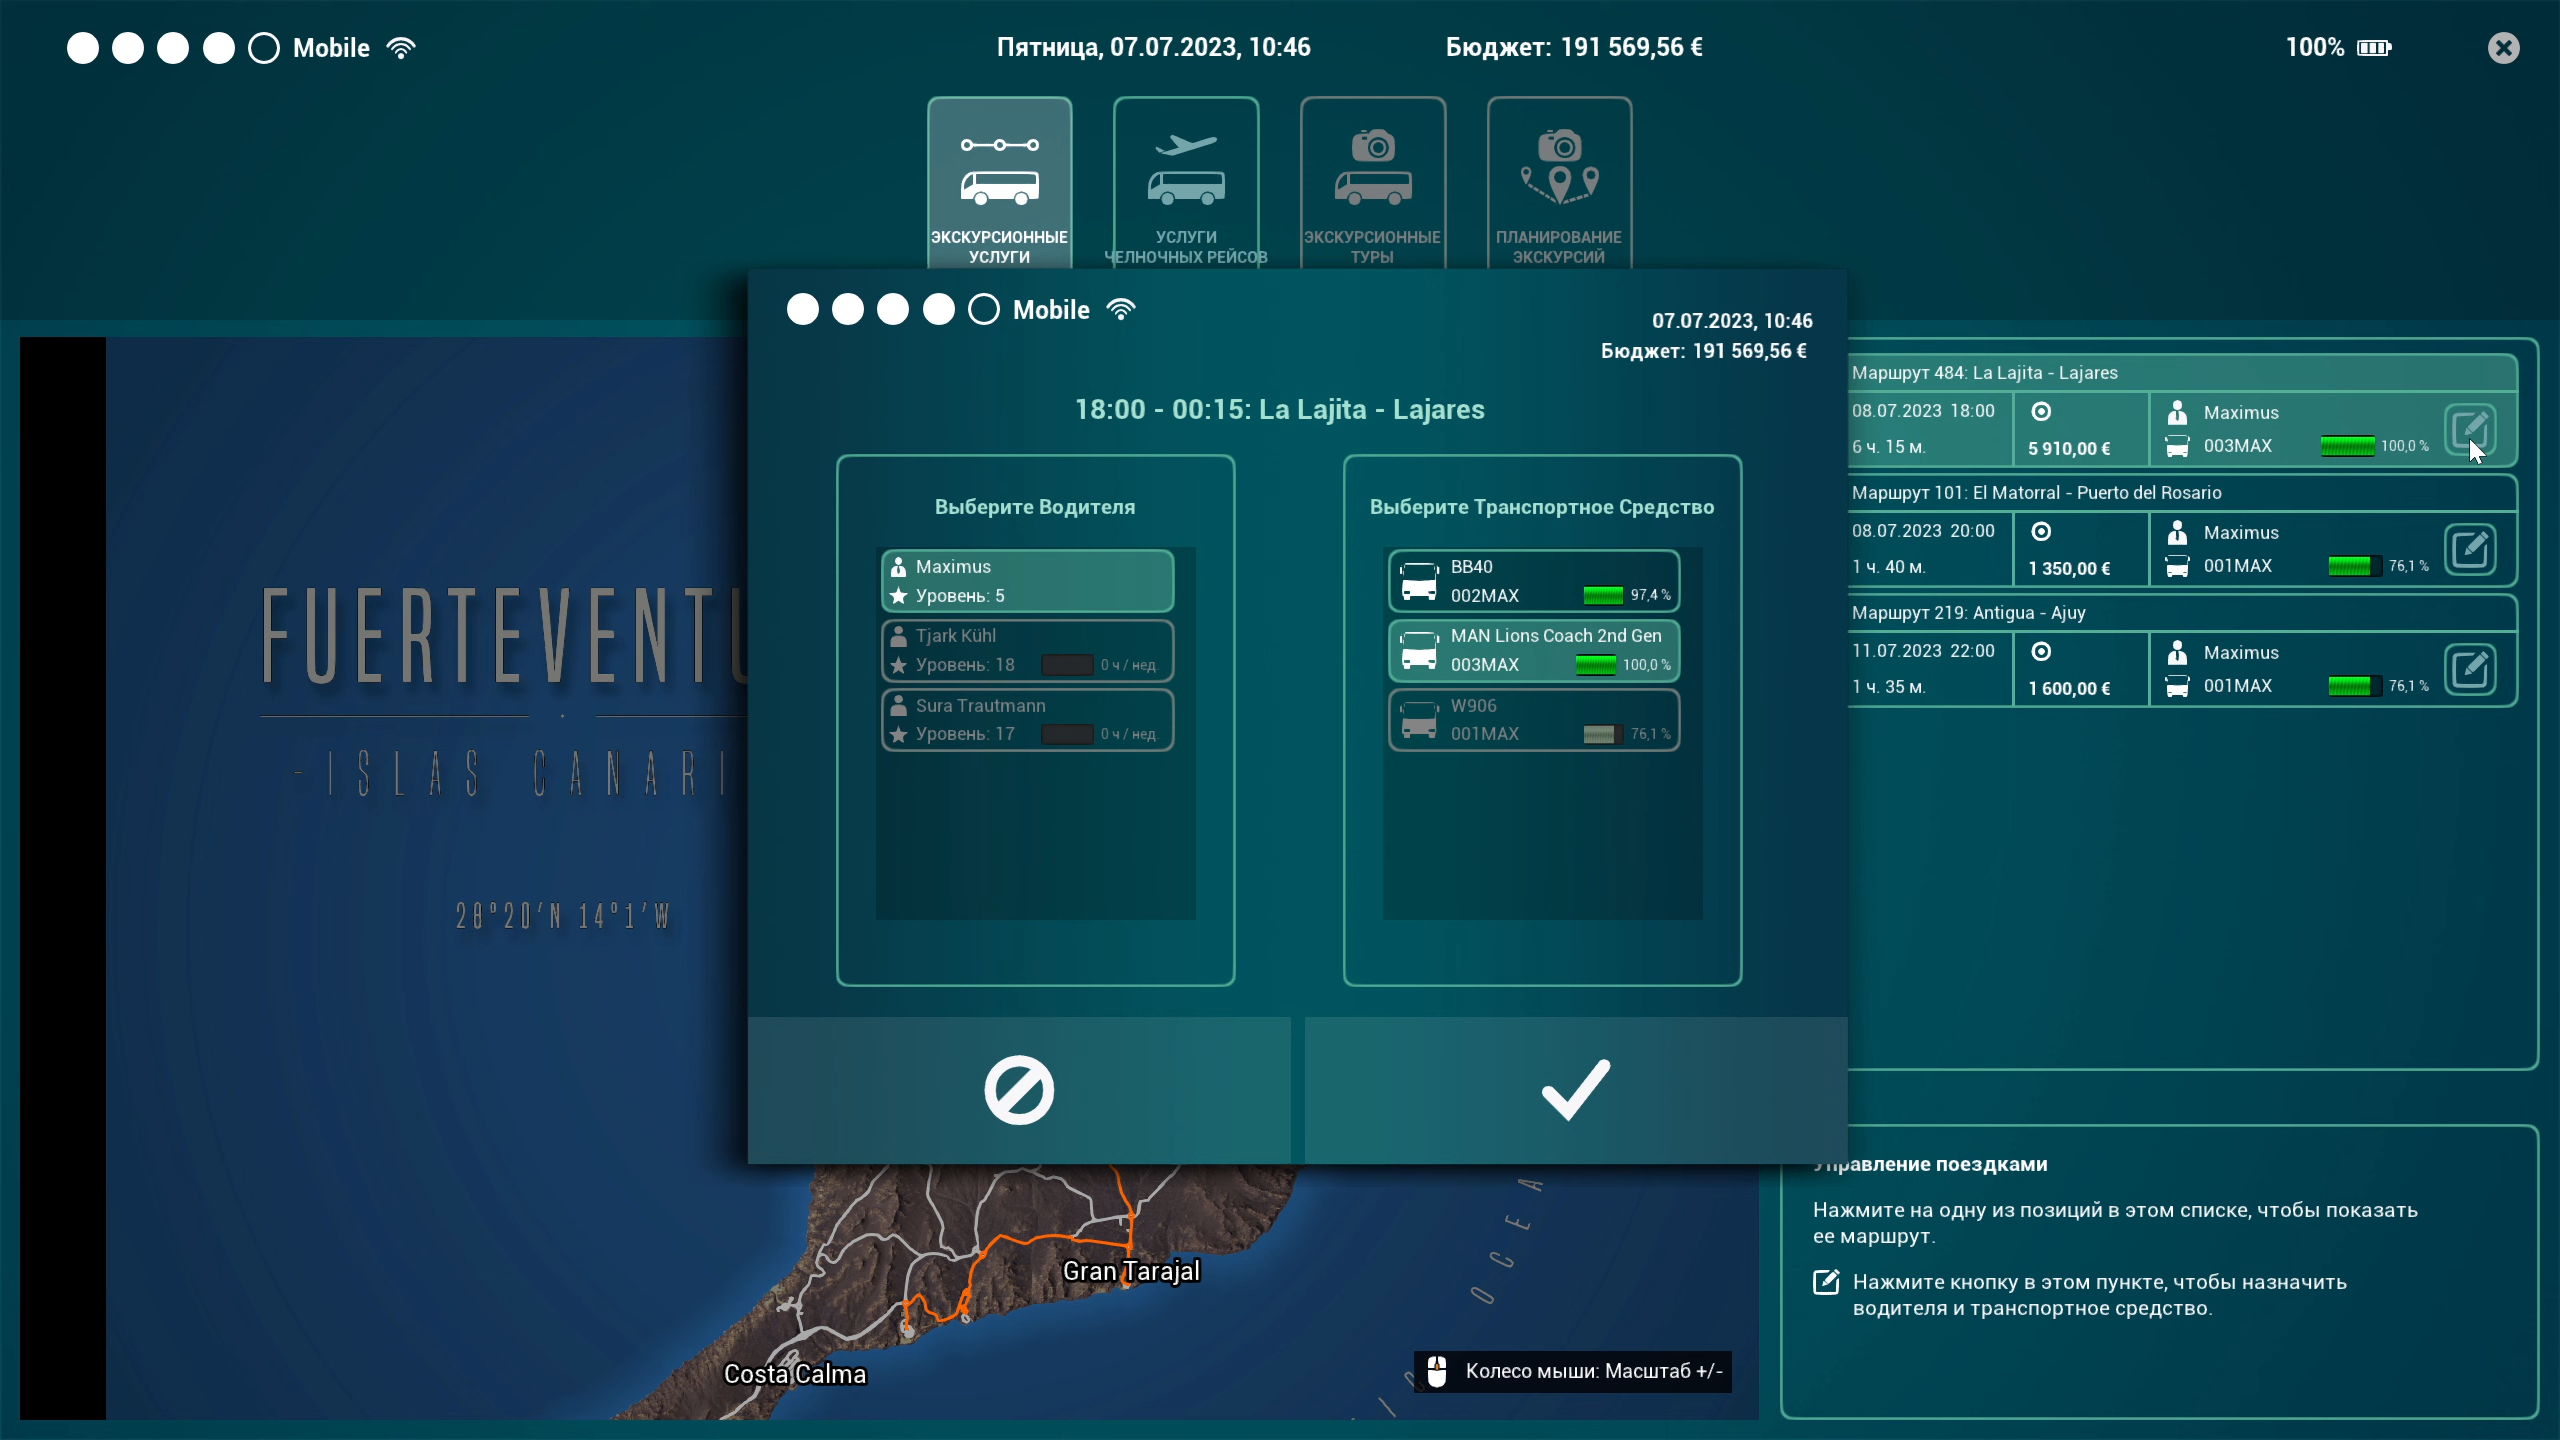 Mobile
Пятница, 07.07.2023, 10:46
Бюджет: 191 569,56 €
100%
ЭКСКУРСИОННЫЕ
УСЛУГИ
УСЛУГИ
ЧЕЛНОЧНЫХ РЕЙСОВ
ЭКСКУРСИОННЫЕ
ТУРЫ
ПЛАНИРОВАНИЕ
ЭКСКУРСИЙ
Mobile
07.07.2023, 10:46
Бюджет: 191 569,56 €
18:00 - 00:15: La Lajita - Lajares
Выберите Водителя
Maximus
Уровень: 5
Tjark Kühl
Уровень: 18 0 ч / нед.
Sura Trautmann
Уровень: 17 0 ч / нед.
Выберите Транспортное Средство
BB40
002MAX 97,4 %
MAN Lions Coach 2nd Gen
003MAX 100,0 %
W906
001MAX 76,1 %
Маршрут 484: La Lajita - Lajares
08.07.2023 18:00
6 ч. 15 м.
5 910,00 €
Maximus
003MAX 100,0 %
Маршрут 101: El Matorral - Puerto del Rosario
08.07.2023 20:00
1 ч. 40 м.
1 350,00 €
Maximus
001MAX 76,1 %
Маршрут 219: Antigua - Ajuy
11.07.2023 22:00
1 ч. 35 м.
1 600,00 €
Maximus
001MAX 76,1 %
FUERTEVENTU
- ISLAS CANARI
28°20'N 14°1'W
Gran Tarajal
Costa Calma
OCEA
Колесо мыши: Масштаб +/-
Управление поездками
Нажмите на одну из позиций в этом списке, чтобы показать
ее маршрут.
Нажмите кнопку в этом пункте, чтобы назначить
водителя и транспортное средство.